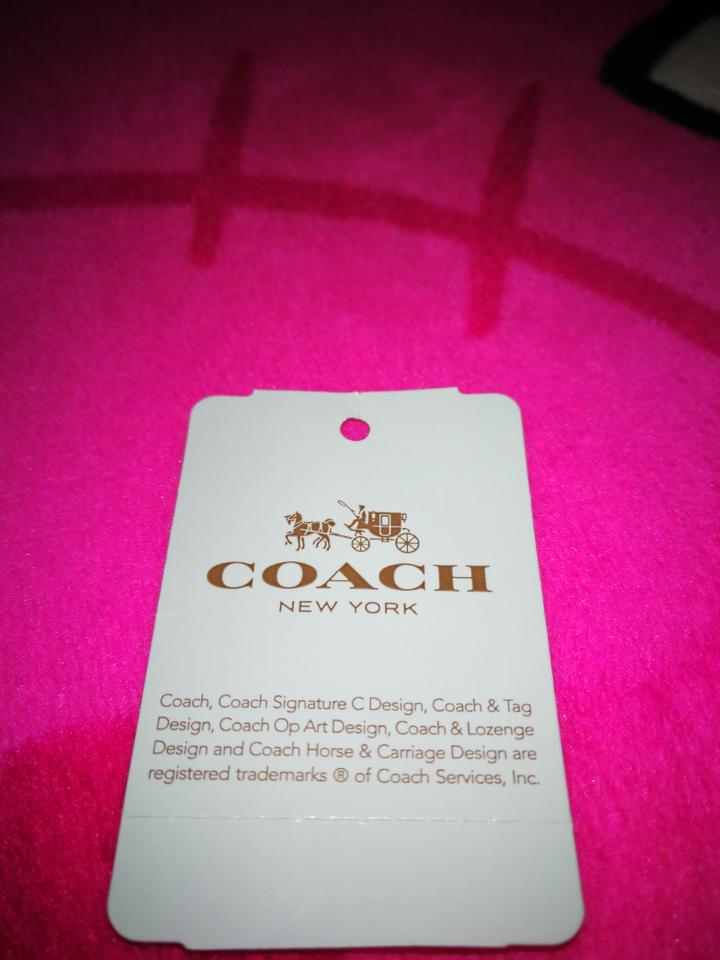 COACH
NEW YORK
Coach, Coach Signature C Design, Coach & Tag
Design, Coach Op Art Design, Coach & Lozenge
Design and Coach Horse & Carriage Design are
registered trademarks ® of Coach Services, Inc.